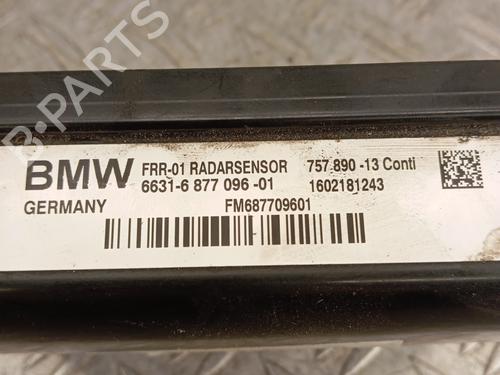 BMW FRR-01 RADARSENSOR 757 890 -13 Conti
6631-6 877 096 -01 1602181243
GERMANY FM687709601
B-PARTS